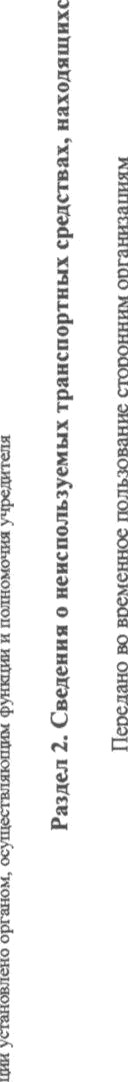 ции установлено органом, осуществляющим функции и полномочия учредителя
Раздел 2. Сведения о неиспользуемых транспортных средствах, находящихс
Передано во временное пользование сторонним организациям